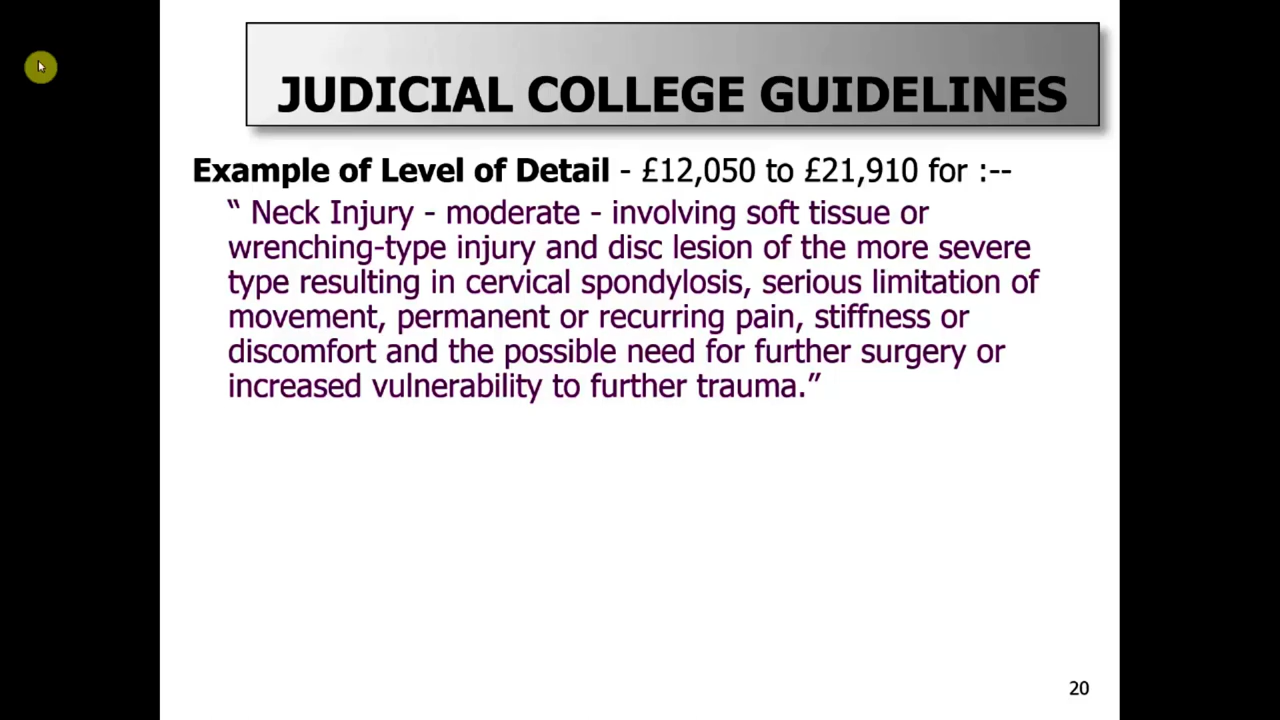 JUDICIAL COLLEGE GUIDELINES
Example of Level of Detail - £12,050 to £21,910 for :--
“ Neck Injury - moderate - involving soft tissue or
wrenching-type injury and disc lesion of the more severe
type resulting in cervical spondylosis, serious limitation of
movement, permanent or recurring pain, stiffness or
discomfort and the possible need for further surgery or
increased vulnerability to further trauma.”
20